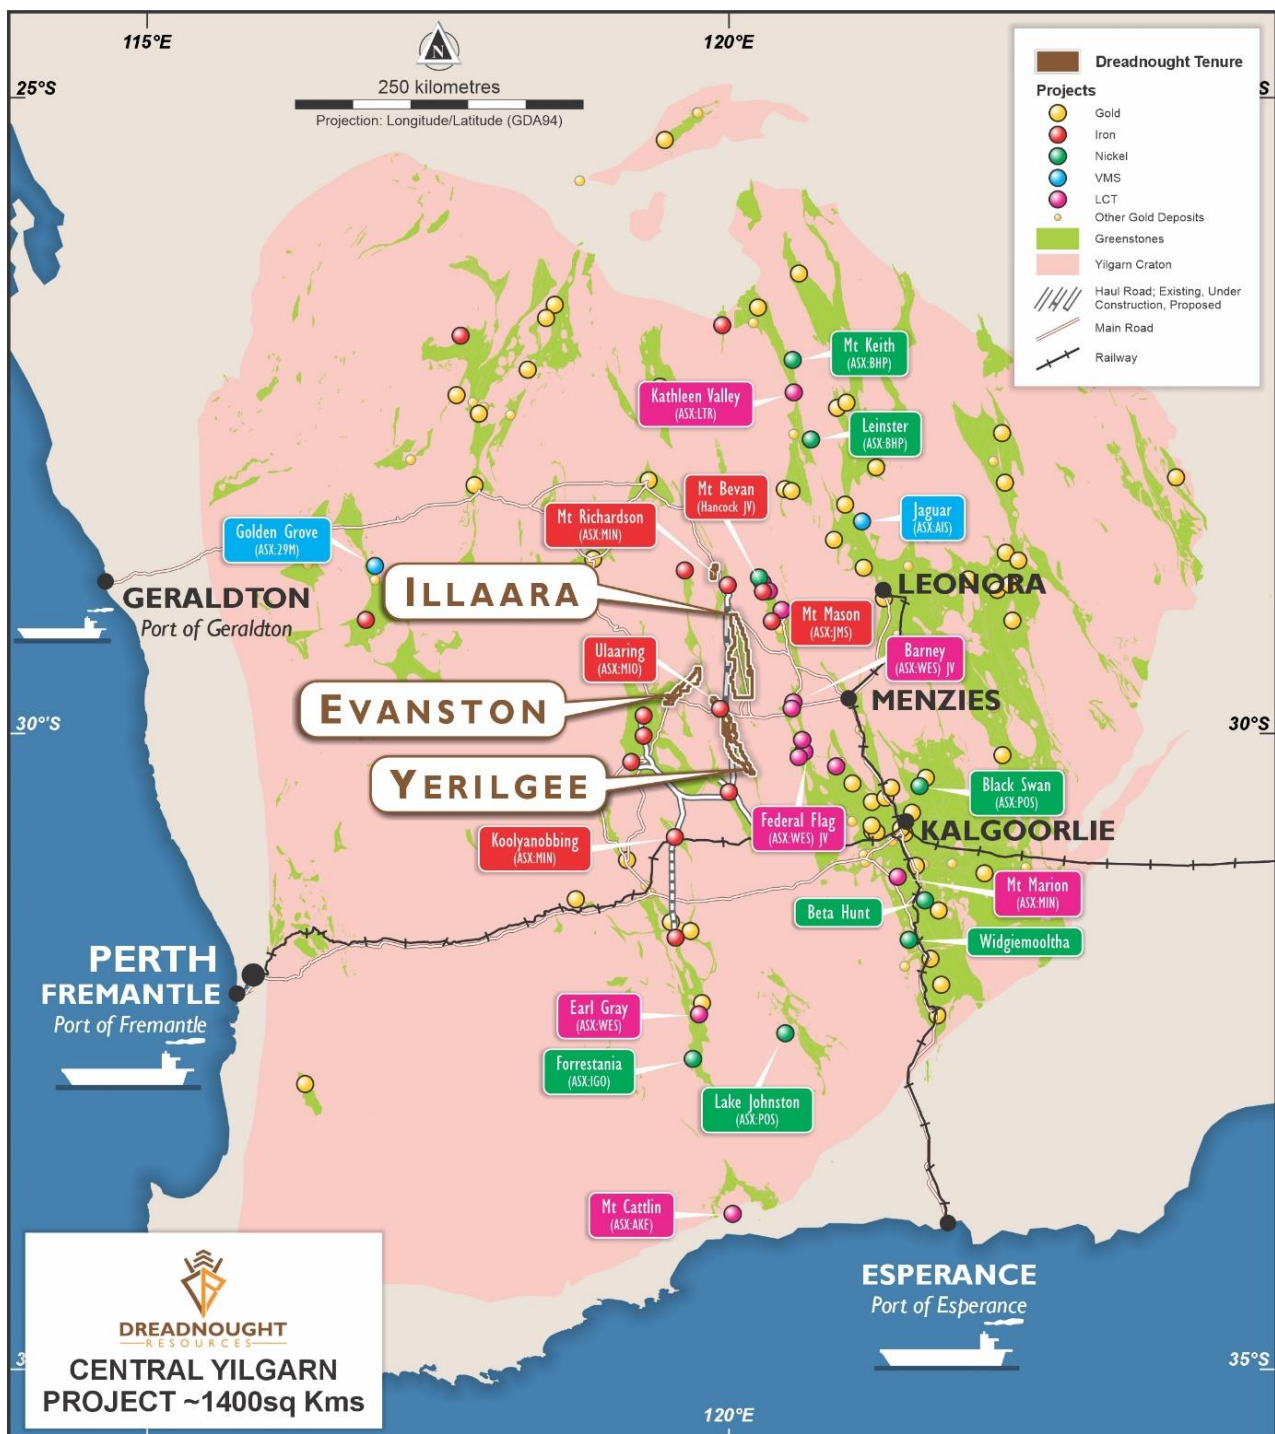 115°E
120°E
N
250 kilometres
Projection: Longitude/Latitude (GDA94)
25°S
S
Dreadnought Tenure
Projects
Gold
Iron
Nickel
VMS
LCT
Other Gold Deposits
Greenstones
Yilgarn Craton
Haul Road; Existing, Under
Construction, Proposed
Main Road
Railway
Mt Keith
(ASX:BHP)
Kathleen Valley
(ASX:LTR)
Leinster
(ASX:BHP)
Mt Bevan
(Hancock JV)
Mt Richardson
(ASX:MIN)
Jaguar
(ASX:AIS)
Golden Grove
(ASX:29M)
GERALDTON
Port of Geraldton
ILLAARA
LEONORA
Mt Mason
(ASX:JMS)
Ulaaring
(ASX:MIO)
Barney
(ASX:WES) JV
EVANSTON
MENZIES
30°S
30°S
YERILGEE
Black Swan
(ASX:POS)
Federal Flag
(ASX:WES) JV
KALGOORLIE
Koolyanobbing
(ASX:MIN)
Mt Marion
(ASX:MIN)
Beta Hunt
Widgiemooltha
PERTH
FREMANTLE
Port of Fremantle
Earl Gray
(ASX:WES)
Forrestania
(ASX:IGO)
Lake Johnston
(ASX:POS)
Mt Cattlin
(ASX:AKE)
ESPERANCE
Port of Esperance
DREADNOUGHT
RESOURCES
CENTRAL YILGARN
PROJECT ~1400sq Kms
35°S
120°E